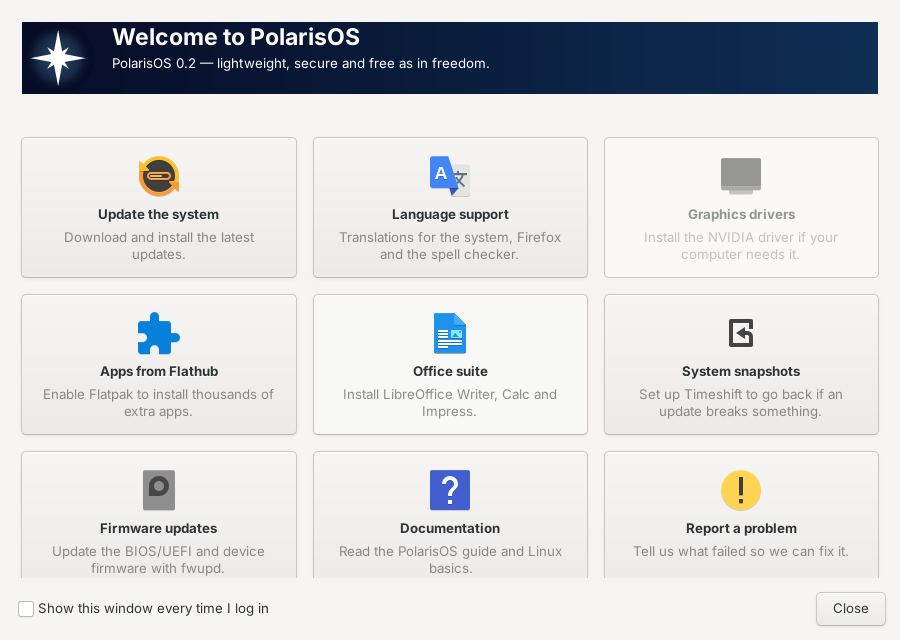 Welcome to PolarisOS
PolarisOS 0.2 — lightweight, secure and free as in freedom.
Update the system
Download and install the latest
updates.
A
文
Language support
Translations for the system, Firefox
and the spell checker.
Graphics drivers
Install the NVIDIA driver if your
computer needs it.
Apps from Flathub
Enable Flatpak to install thousands of
extra apps.
Office suite
Install LibreOffice Writer, Calc and
Impress.
System snapshots
Set up Timeshift to go back if an
update breaks something.
Firmware updates
Update the BIOS/UEFI and device
firmware with fwupd.
?
Documentation
Read the PolarisOS guide and Linux
basics.
!
Report a problem
Tell us what failed so we can fix it.
Show this window every time I log in
Close